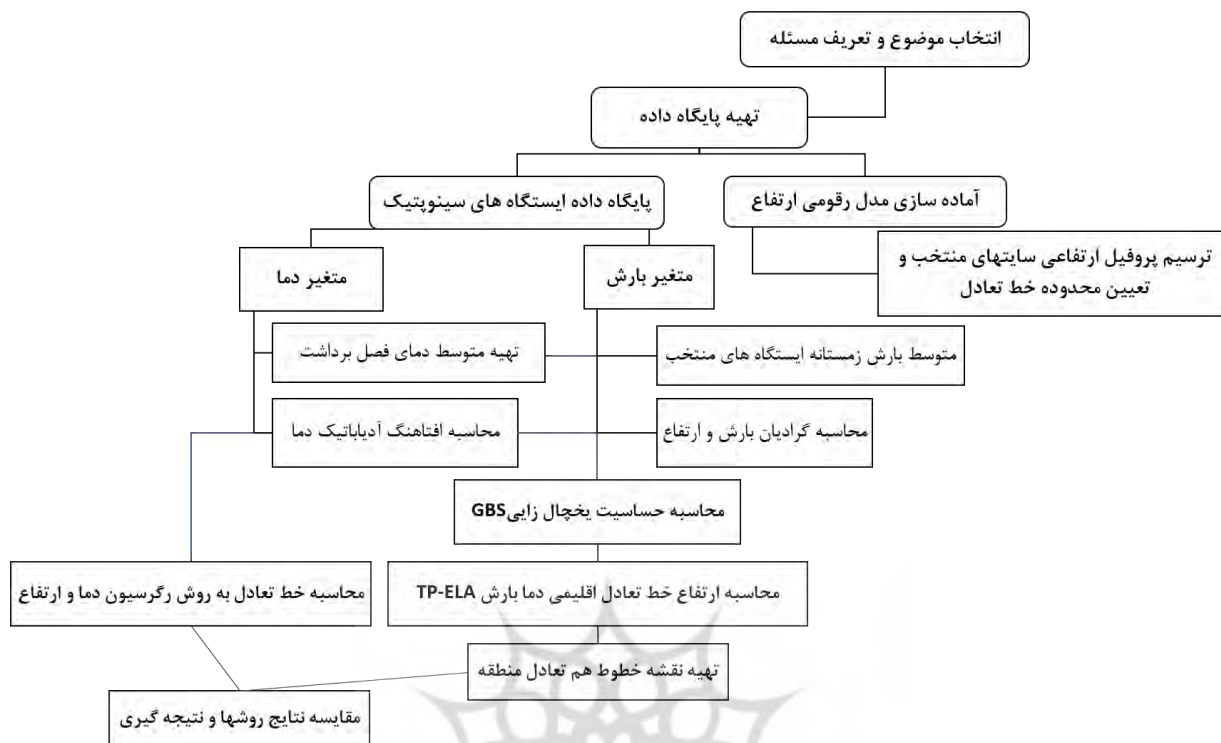 انتخاب موضوع و تعریف مسئله
تهیه پایگاه داده
آماده سازی مدل رقومی ارتفاع
پایگاه داده ایستگاه های سینوپتیک
ترسیم پروفیل ارتفاعی سایتهای منتخب و
تعیین محدوده خط تعادل
متغیر بارش
متغیر دما
متوسط بارش زمستانه ایستگاه های منتخب
تهیه متوسط دمای فصل برداشت
محاسبه گرادیان بارش و ارتفاع
محاسبه افتاهنگ آدیاباتیک دما
محاسبه حساسیت یخچال زاییGBS
محاسبه ارتفاع خط تعادل اقلیمی دما بارش TP-ELA
محاسبه خط تعادل به روش رگرسیون دما و ارتفاع
تهیه نقشه خطوط هم تعادل منطقه
مقایسه نتایج روشها و نتیجه گیری